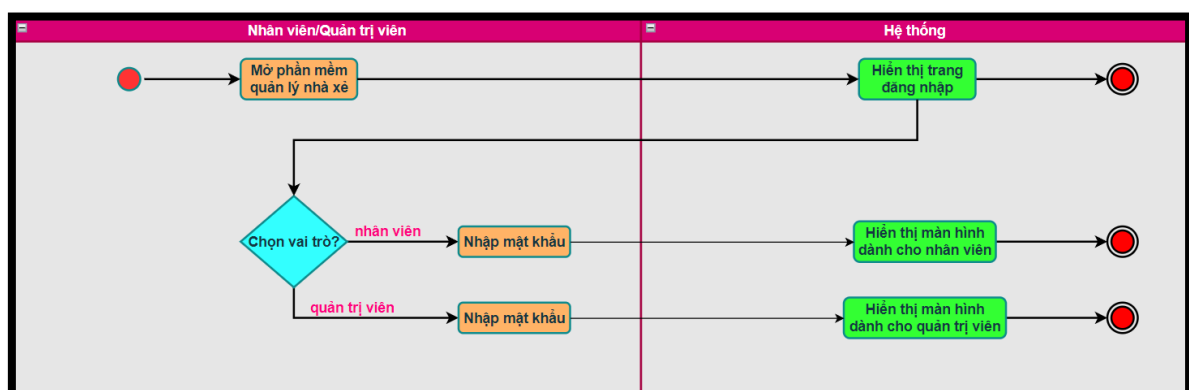 Nhân viên/Quản trị viên
Hệ thống
Mở phần mềm
quản lý nhà xẻ
Hiển thị trang
đăng nhập
Chọn vai trò?
nhân viên
Nhập mật khẩu
Hiển thị màn hình
dành cho nhân viên
quản trị viên
Nhập mật khẩu
Hiển thị màn hình
dành cho quản trị viên